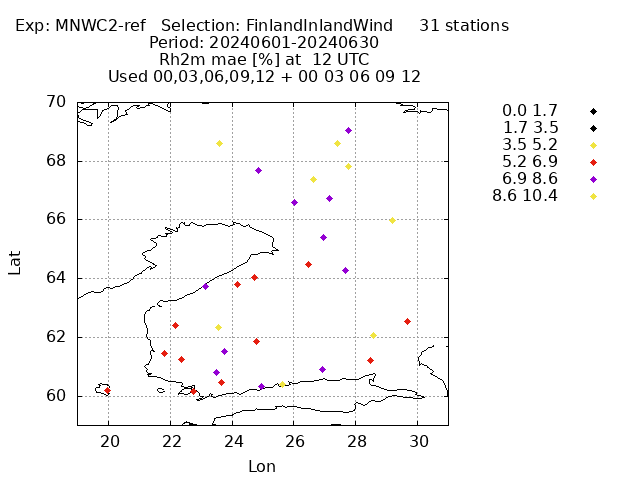 Exp: MNWC2-ref   Selection: FinlandInlandWind     31 stations
Period: 20240601-20240630
Rh2m mae [%] at  12 UTC
Used 00,03,06,09,12 + 00 03 06 09 12
0.0 1.7
1.7 3.5
3.5 5.2
5.2 6.9
6.9 8.6
8.6 10.4
70
68
66
64
62
60
Lat
20 22 24 26 28 30
Lon